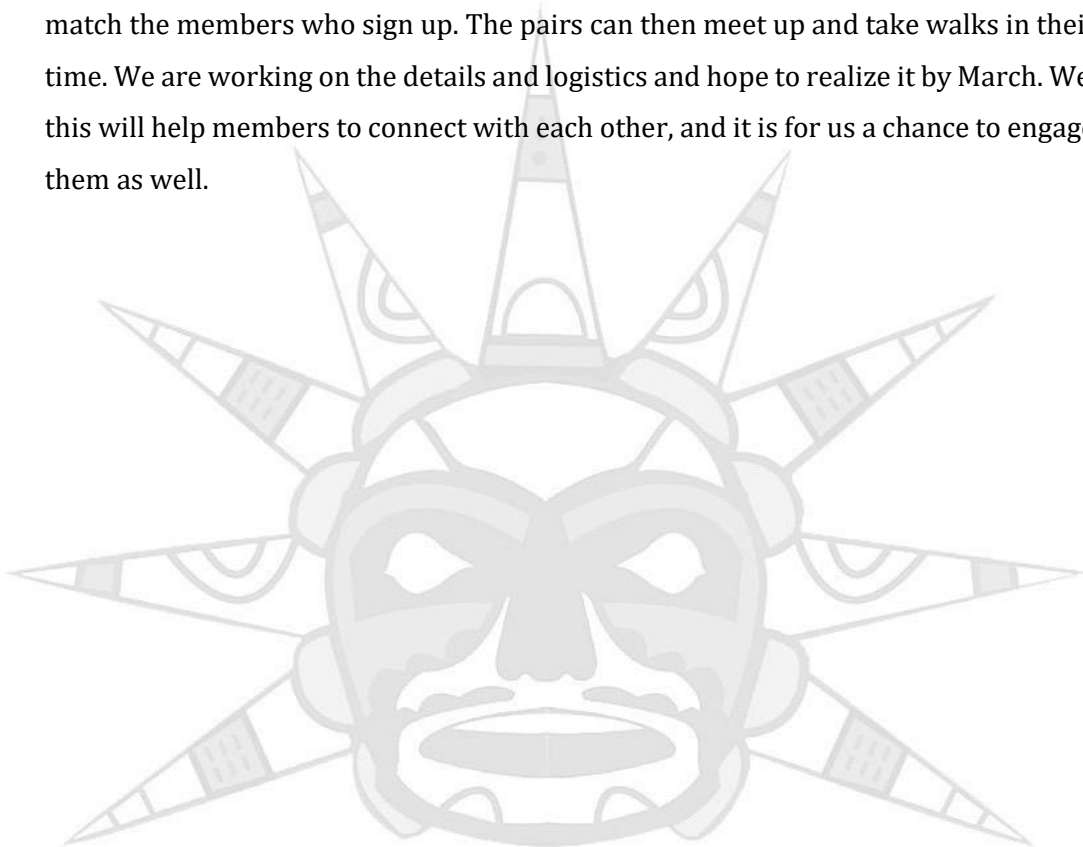 match the members who sign up. The pairs can then meet up and take walks in thei
time. We are working on the details and logistics and hope to realize it by March. We
this will help members to connect with each other, and it is for us a chance to engage
them as well.